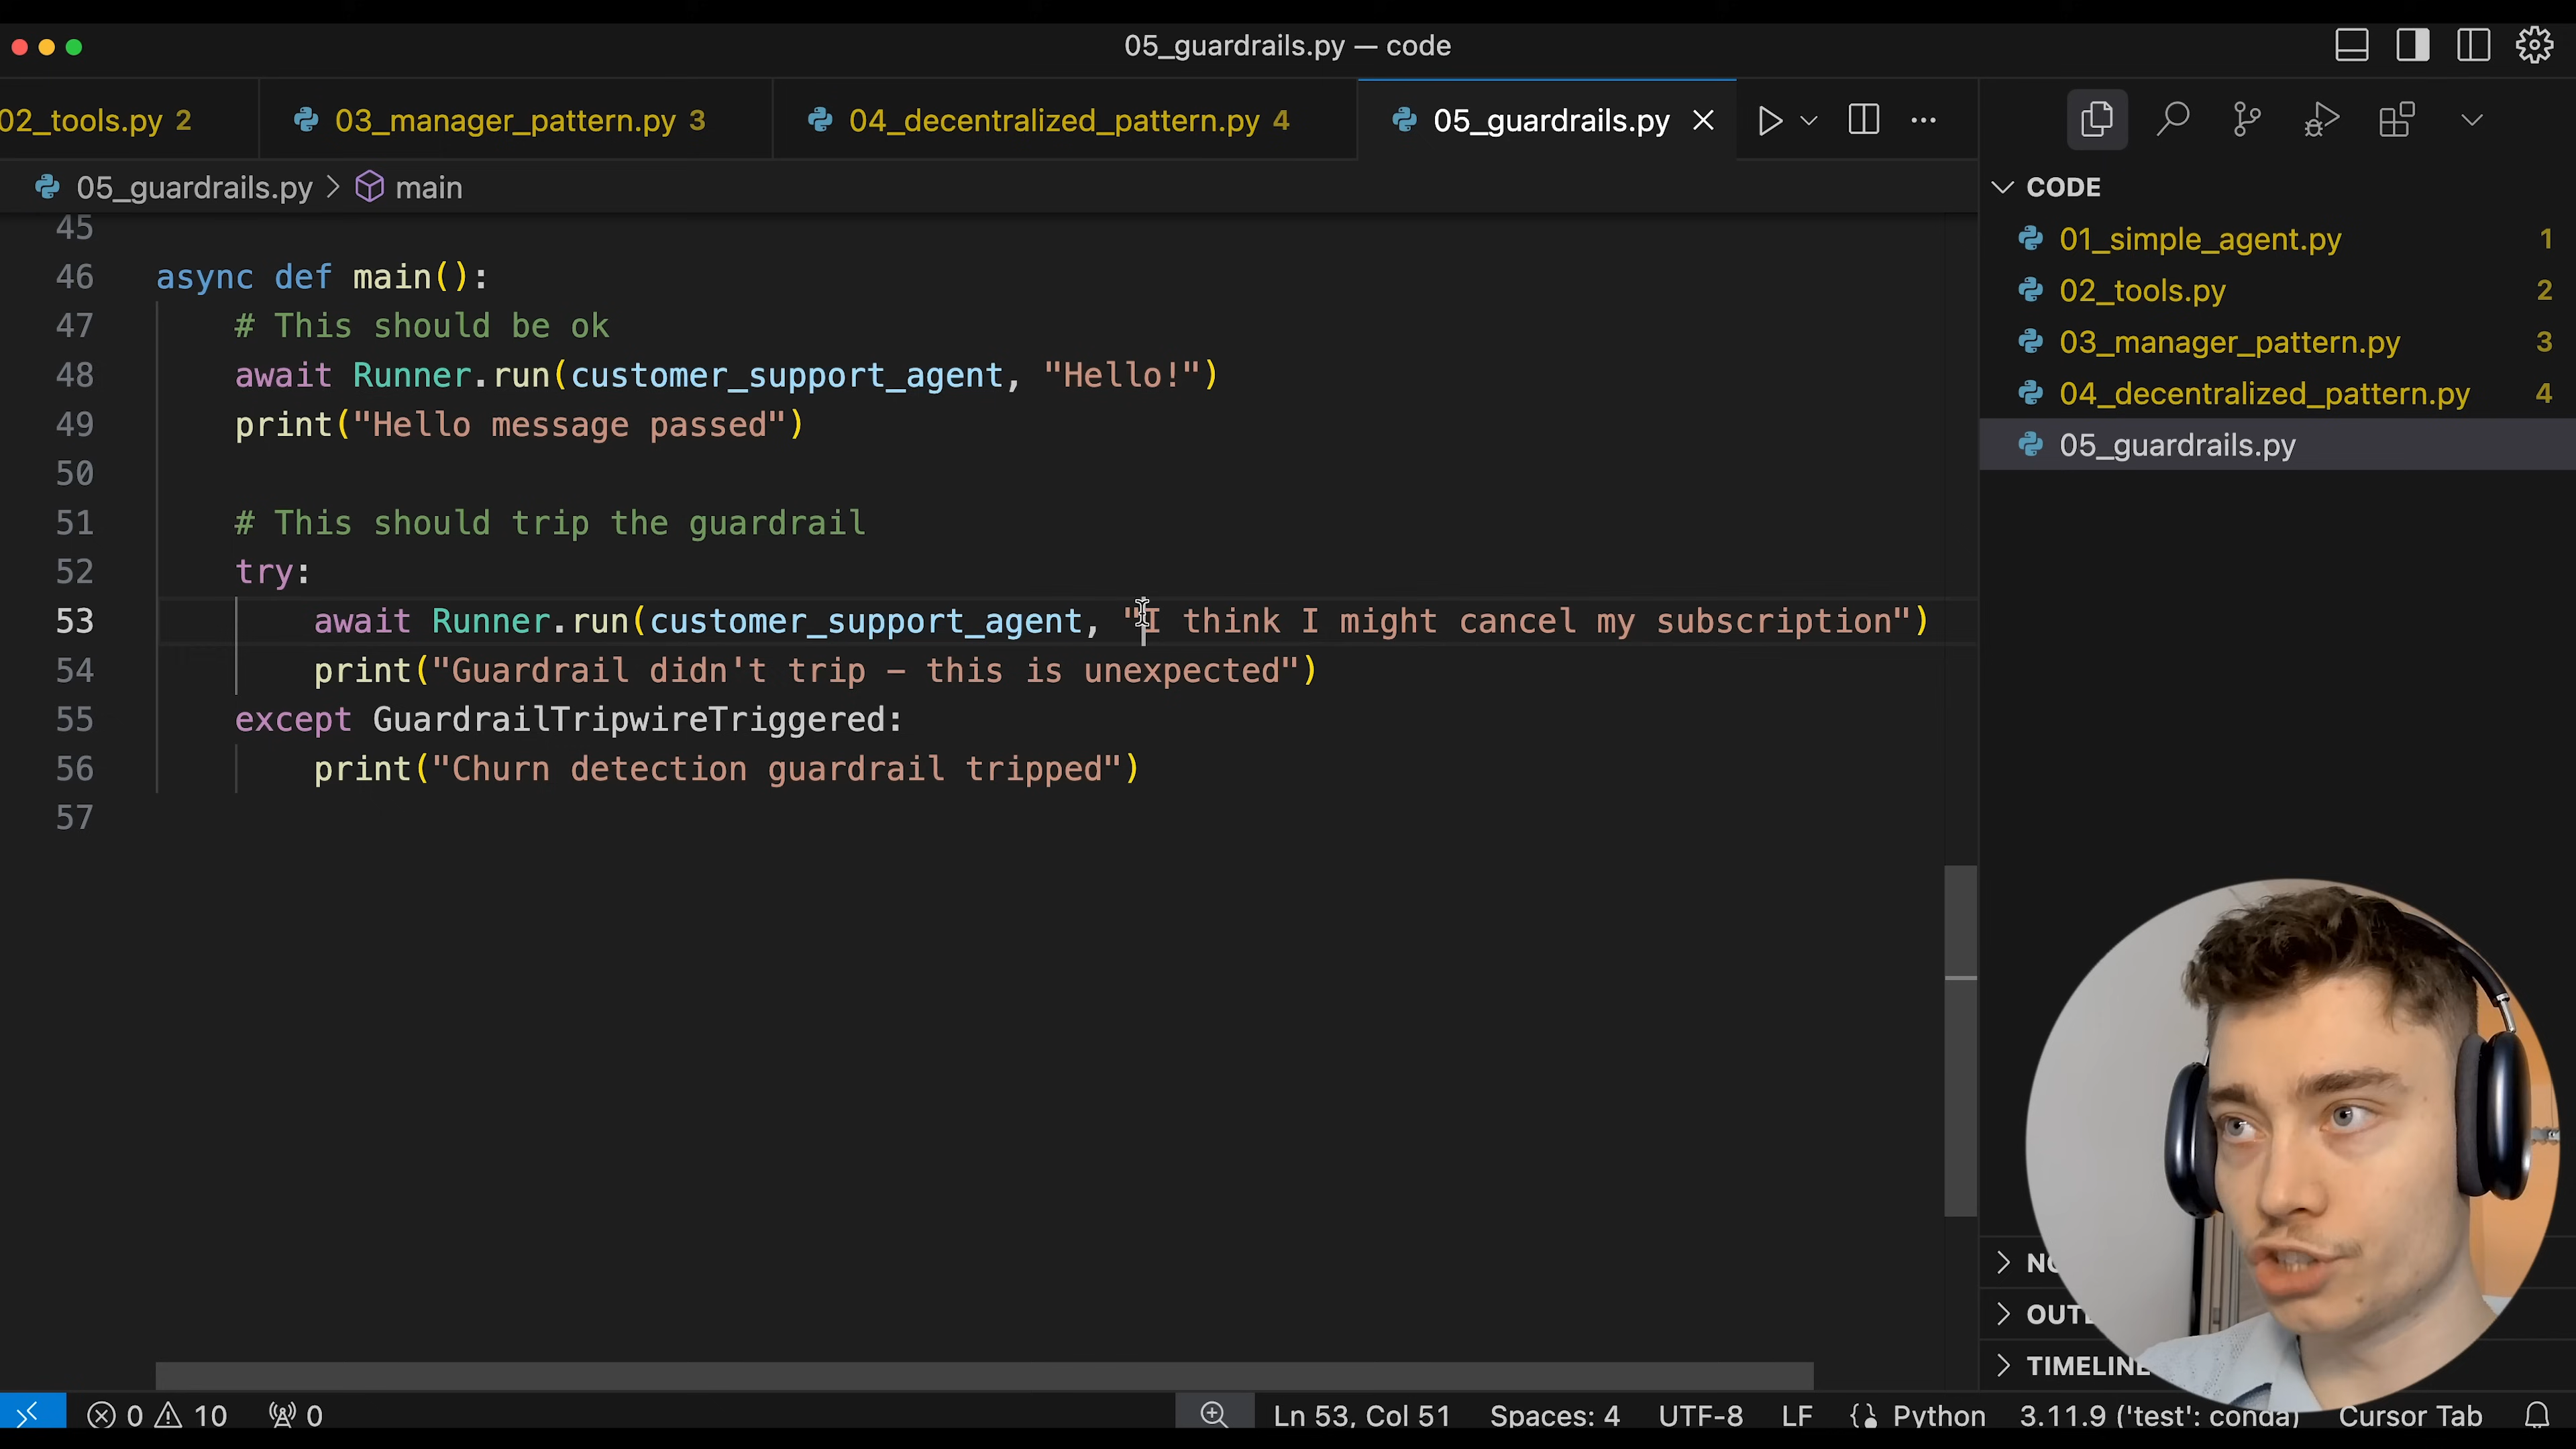 05_guardrails.py — code
02_tools.py 2
03_manager_pattern.py 3
04_decentralized_pattern.py 4
05_guardrails.py
05_guardrails.py > main
45
46 async def main():
47 # This should be ok
48 await Runner.run(customer_support_agent, "Hello!")
49 print("Hello message passed")
50
51 # This should trip the guardrail
52 try:
53 await Runner.run(customer_support_agent, "I think I might cancel my subscription")
54 print("Guardrail didn't trip – this is unexpected")
55 except GuardrailTripwireTriggered:
56 print("Churn detection guardrail tripped")
57
CODE
01_simple_agent.py 1
02_tools.py 2
03_manager_pattern.py 3
04_decentralized_pattern.py 4
05_guardrails.py
TIMELINE
0 10 0
Ln 53, Col 51
Spaces: 4
UTF-8
LF
Python
3.11.9 ('test': conda)
Cursor Tab